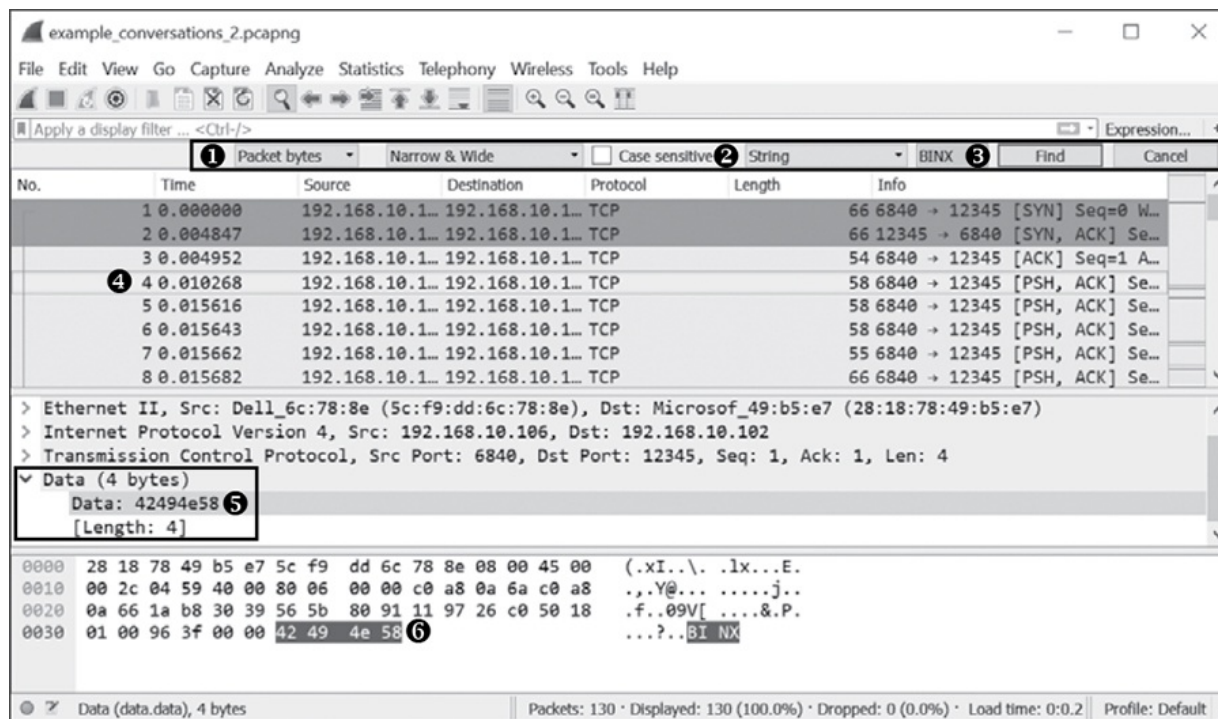 example_conversations_2.pcapng
File Edit View Go Capture Analyze Statistics Telephony Wireless Tools Help
Apply a display filter ... <Ctrl-/> Expression... +
❶ Packet bytes Narrow & Wide Case sensitive ❷ String BINX ❸ Find Cancel
No. Time Source Destination Protocol Length Info
1 0.000000 192.168.10.1… 192.168.10.1… TCP 66 6840 → 12345 [SYN] Seq=0 W…
2 0.004847 192.168.10.1… 192.168.10.1… TCP 66 12345 → 6840 [SYN, ACK] Se…
3 0.004952 192.168.10.1… 192.168.10.1… TCP 54 6840 → 12345 [ACK] Seq=1 A…
❹ 4 0.010268 192.168.10.1… 192.168.10.1… TCP 58 6840 → 12345 [PSH, ACK] Se…
5 0.015616 192.168.10.1… 192.168.10.1… TCP 58 6840 → 12345 [PSH, ACK] Se…
6 0.015643 192.168.10.1… 192.168.10.1… TCP 58 6840 → 12345 [PSH, ACK] Se…
7 0.015662 192.168.10.1… 192.168.10.1… TCP 55 6840 → 12345 [PSH, ACK] Se…
8 0.015682 192.168.10.1… 192.168.10.1… TCP 66 6840 → 12345 [PSH, ACK] Se…
> Ethernet II, Src: Dell_6c:78:8e (5c:f9:dd:6c:78:8e), Dst: Microsof_49:b5:e7 (28:18:78:49:b5:e7)
> Internet Protocol Version 4, Src: 192.168.10.106, Dst: 192.168.10.102
> Transmission Control Protocol, Src Port: 6840, Dst Port: 12345, Seq: 1, Ack: 1, Len: 4
Data (4 bytes)
Data: 42494e58 ❺
[Length: 4]
0000 28 18 78 49 b5 e7 5c f9 dd 6c 78 8e 08 00 45 00 (.xI..\. .lx...E.
0010 00 2c 04 59 40 00 80 06 00 00 c0 a8 0a 6a c0 a8 .,.Y@... .....j..
0020 0a 66 1a b8 30 39 56 5b 80 91 11 97 26 c0 50 18 .f..09V[ ....&.P.
0030 01 00 96 3f 00 00 42 49 4e 58 ❻ ...?..BI NX
Data (data.data), 4 bytes Packets: 130 · Displayed: 130 (100.0%) · Dropped: 0 (0.0%) · Load time: 0:0.2 Profile: Default